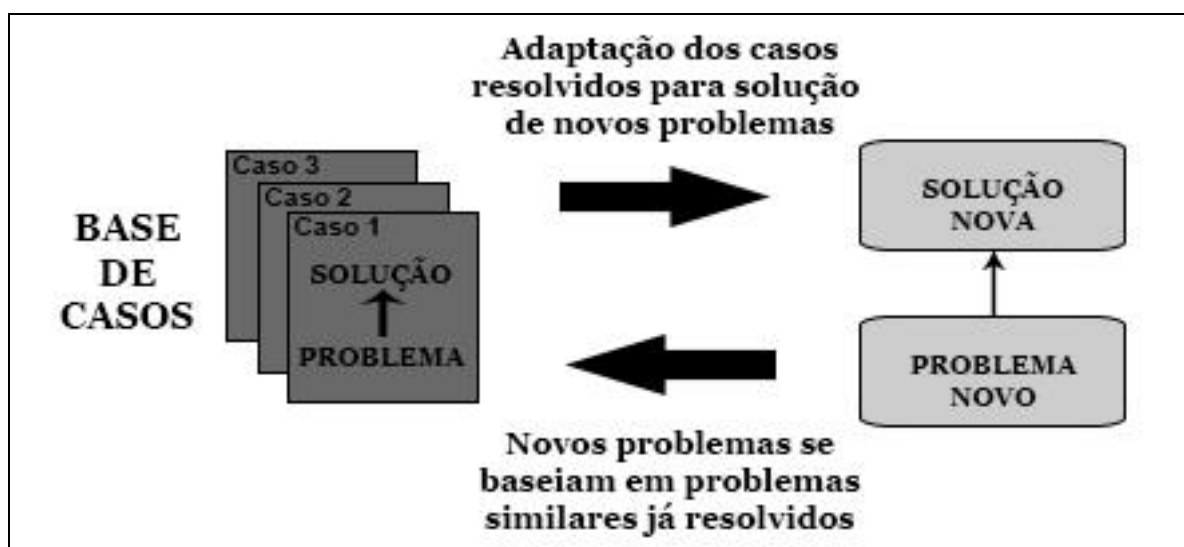 Adaptação dos casos
resolvidos para solução
de novos problemas
BASE
DE
CASOS
Caso 3
Caso 2
Caso 1
SOLUÇÃO
PROBLEMA
SOLUÇÃO
NOVA
PROBLEMA
NOVO
Novos problemas se
baseiam em problemas
similares já resolvidos